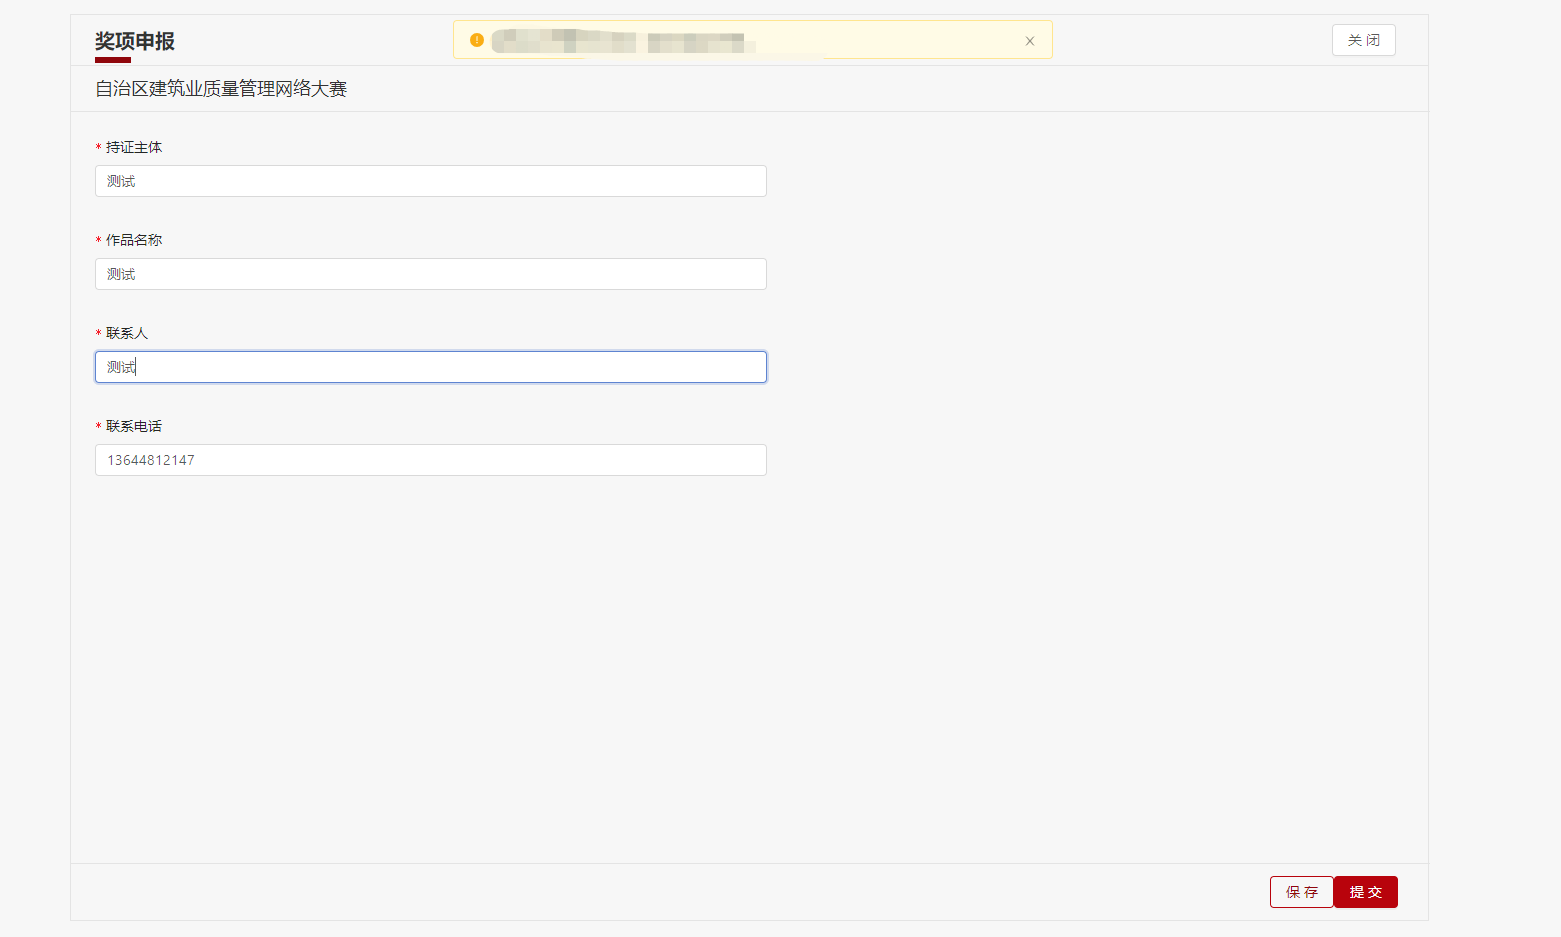 奖项申报
关 闭
自治区建筑业质量管理网络大赛
* 持证主体
测试
* 作品名称
测试
* 联系人
测试
* 联系电话
13644812147
保 存
提 交